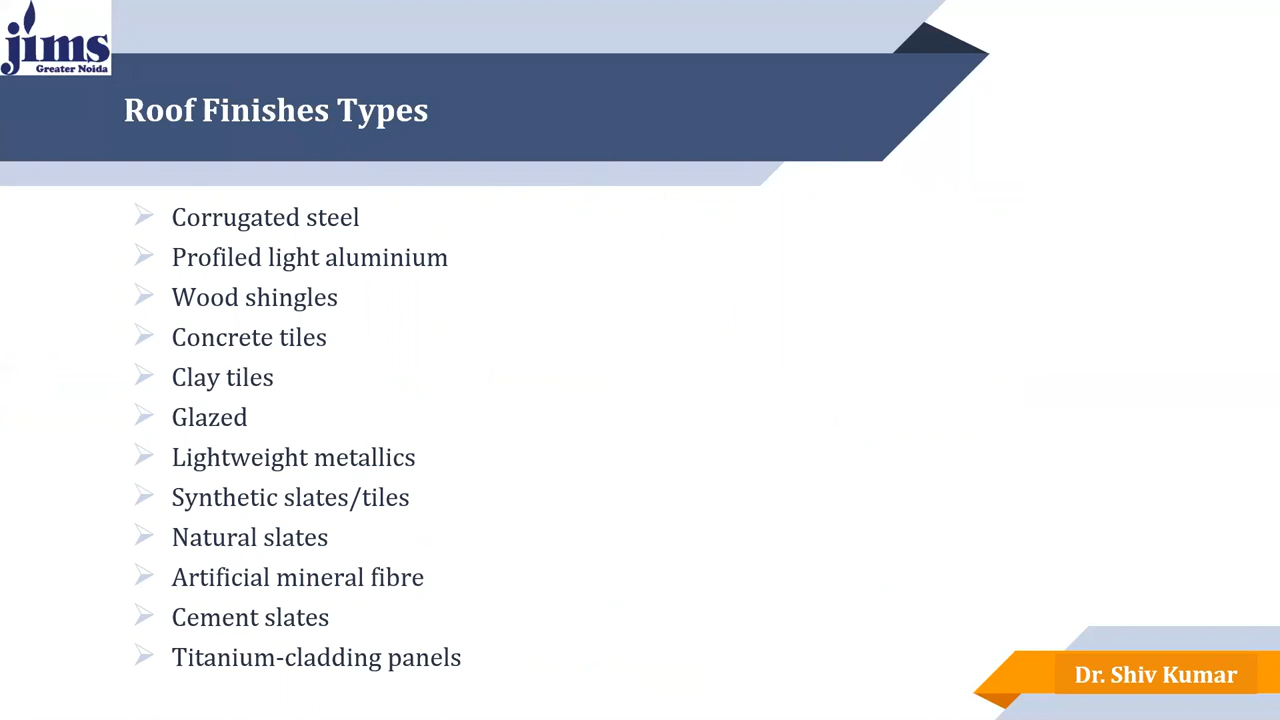 jims
Greater Noida
Roof Finishes Types
Corrugated steel
Profiled light aluminium
Wood shingles
Concrete tiles
Clay tiles
Glazed
Lightweight metallics
Synthetic slates/tiles
Natural slates
Artificial mineral fibre
Cement slates
Titanium-cladding panels
Dr. Shiv Kumar